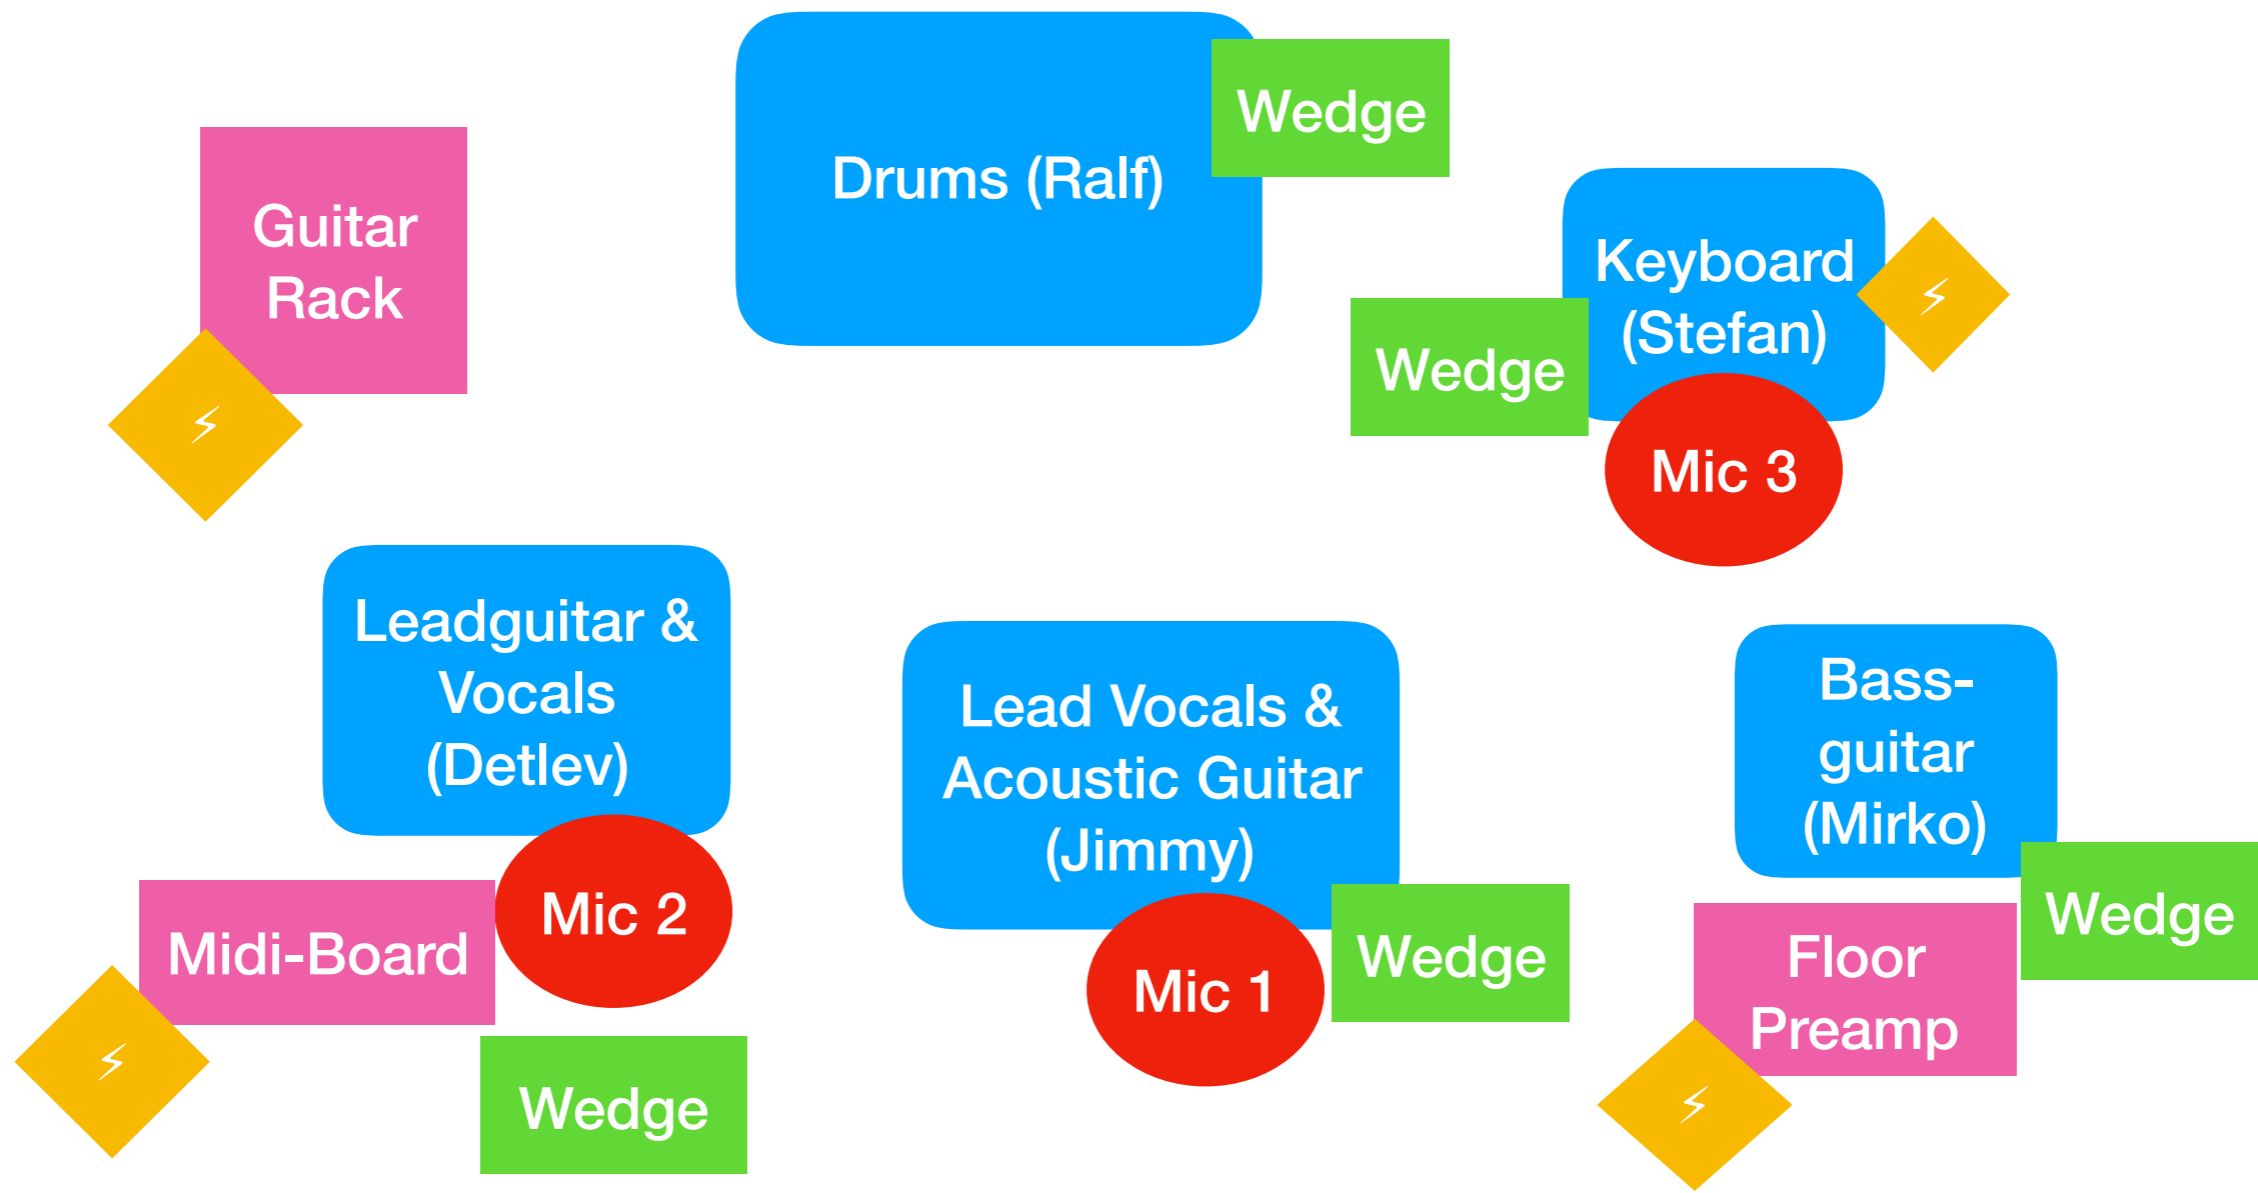 Drums (Ralf)
Wedge
Guitar
Rack
Keyboard
(Stefan)
⚡
Wedge
⚡
Mic 3
Leadguitar &
Vocals
(Detlev)
Lead Vocals &
Acoustic Guitar
(Jimmy)
Bass-
guitar
(Mirko)
Mic 2
Midi-Board
⚡
Wedge
Mic 1
Wedge
Wedge
Floor
Preamp
⚡